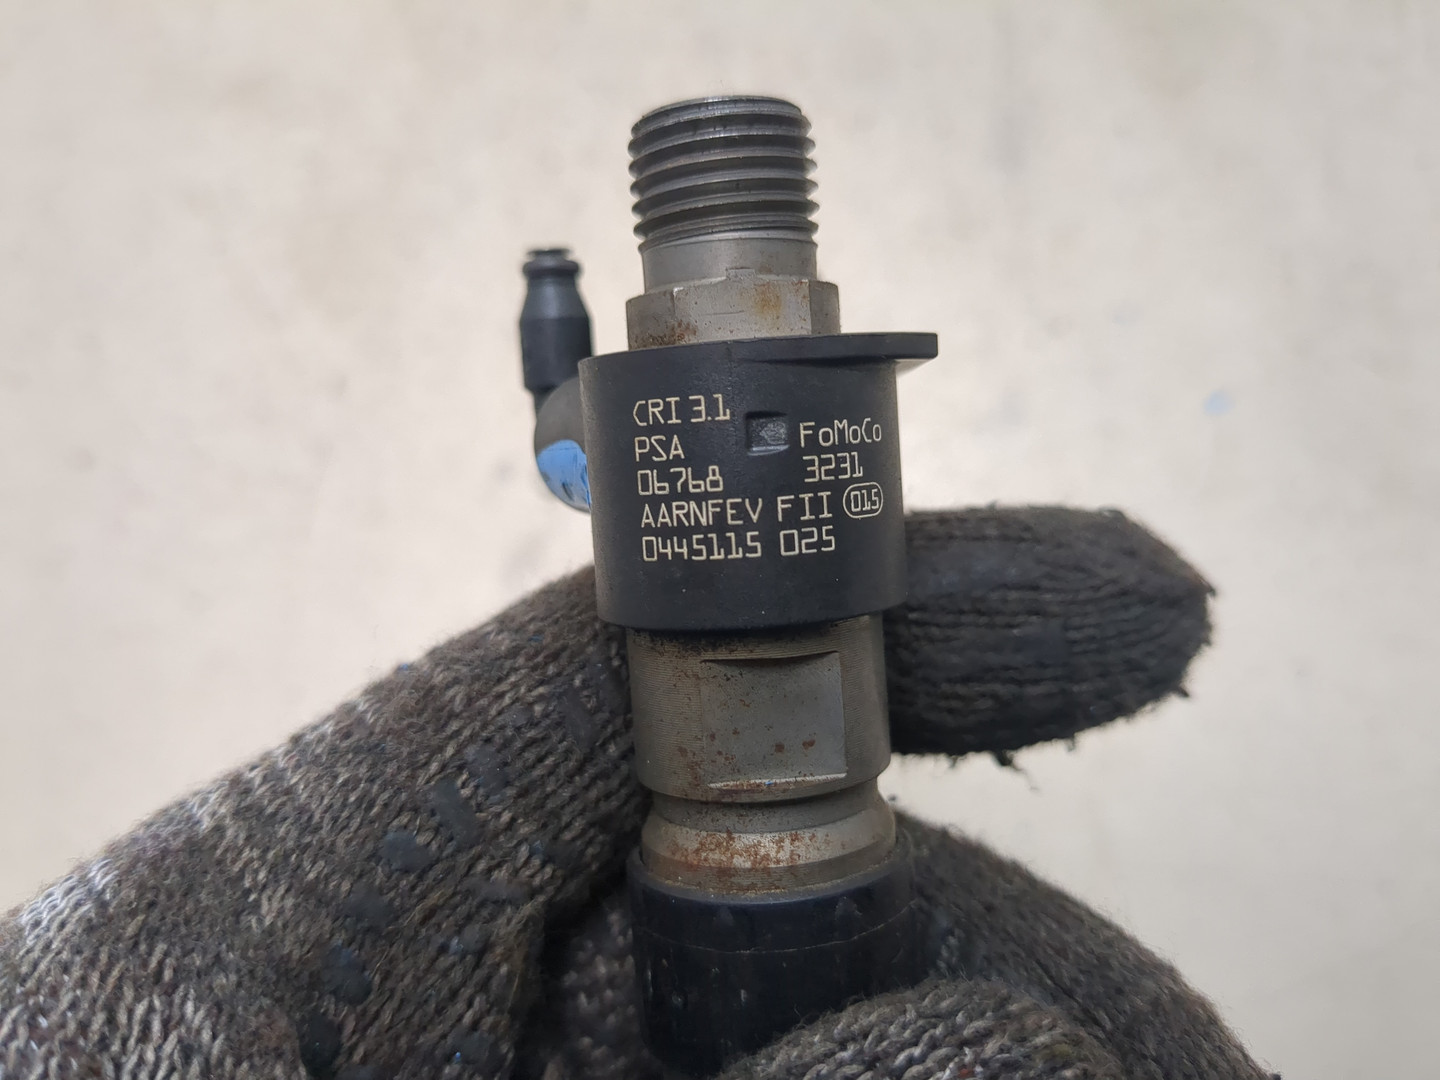 CRI 3.1
PSA FoMoCo
06768 3231
AARNFEV FII 015
0445115 025